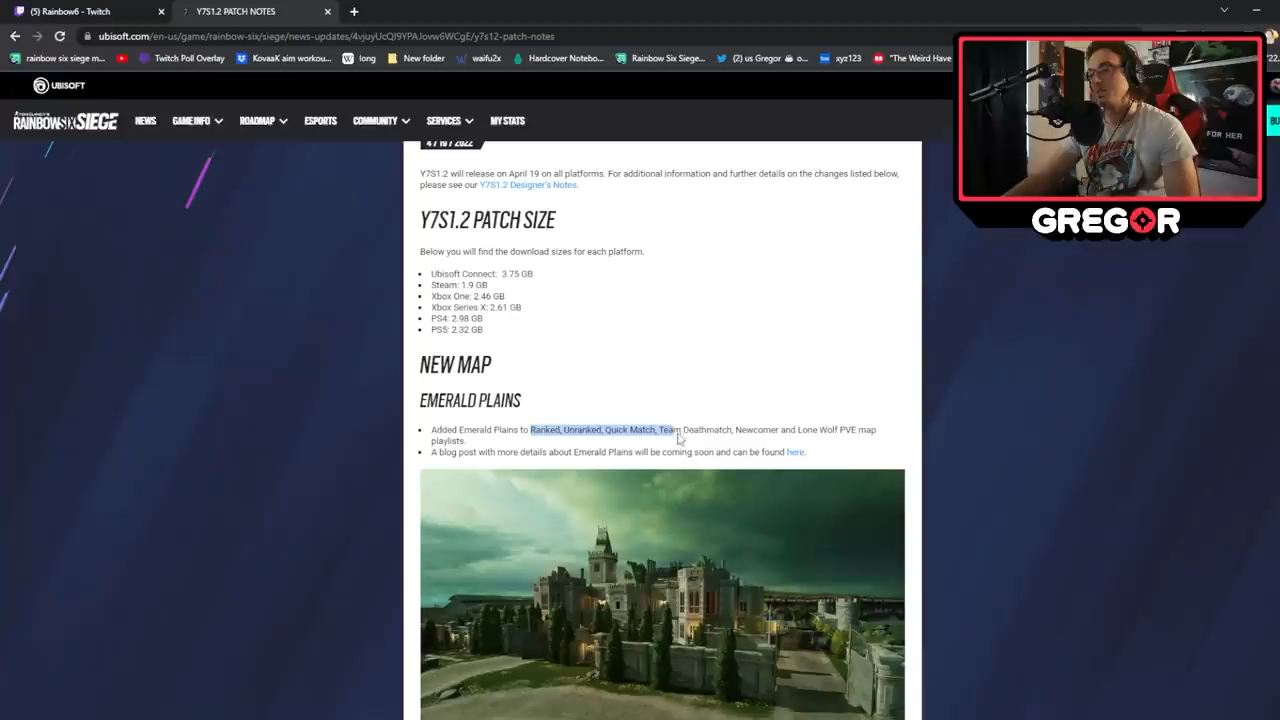 (5) Rainbow6 - Twitch
Y7S1.2 PATCH NOTES
ubisoft.com/en-us/game/rainbow-six/siege/news-updates/4vjuyUcQI9YPAJovw6WCgE/y7s12-patch-notes
rainbow six siege m...
Twitch Poll Overlay
KovaaK aim workou...
long
New folder
waifu2x
Hardcover Notebo...
Rainbow Six Siege...
(2) us Gregor
xyz123
"The Weird Have
UBISOFT
RAINBOWSIX SIEGE
NEWS
GAME INFO
ROADMAP
ESPORTS
COMMUNITY
SERVICES
MY STATS
BU
FOR HER
GREGOR
Y7S1.2 will release on April 19 on all platforms. For additional information and further details on the changes listed below,
please see our Y7S1.2 Designer's Notes.
Y7S1.2 PATCH SIZE
Below you will find the download sizes for each platform.
Ubisoft Connect: 3.75 GB
Steam: 1.9 GB
Xbox One: 2.46 GB
Xbox Series X: 2.61 GB
PS4: 2.98 GB
PS5: 2.32 GB
NEW MAP
EMERALD PLAINS
Added Emerald Plains to Ranked, Unranked, Quick Match, Team Deathmatch, Newcomer and Lone Wolf PVE map
playlists.
A blog post with more details about Emerald Plains will be coming soon and can be found here.